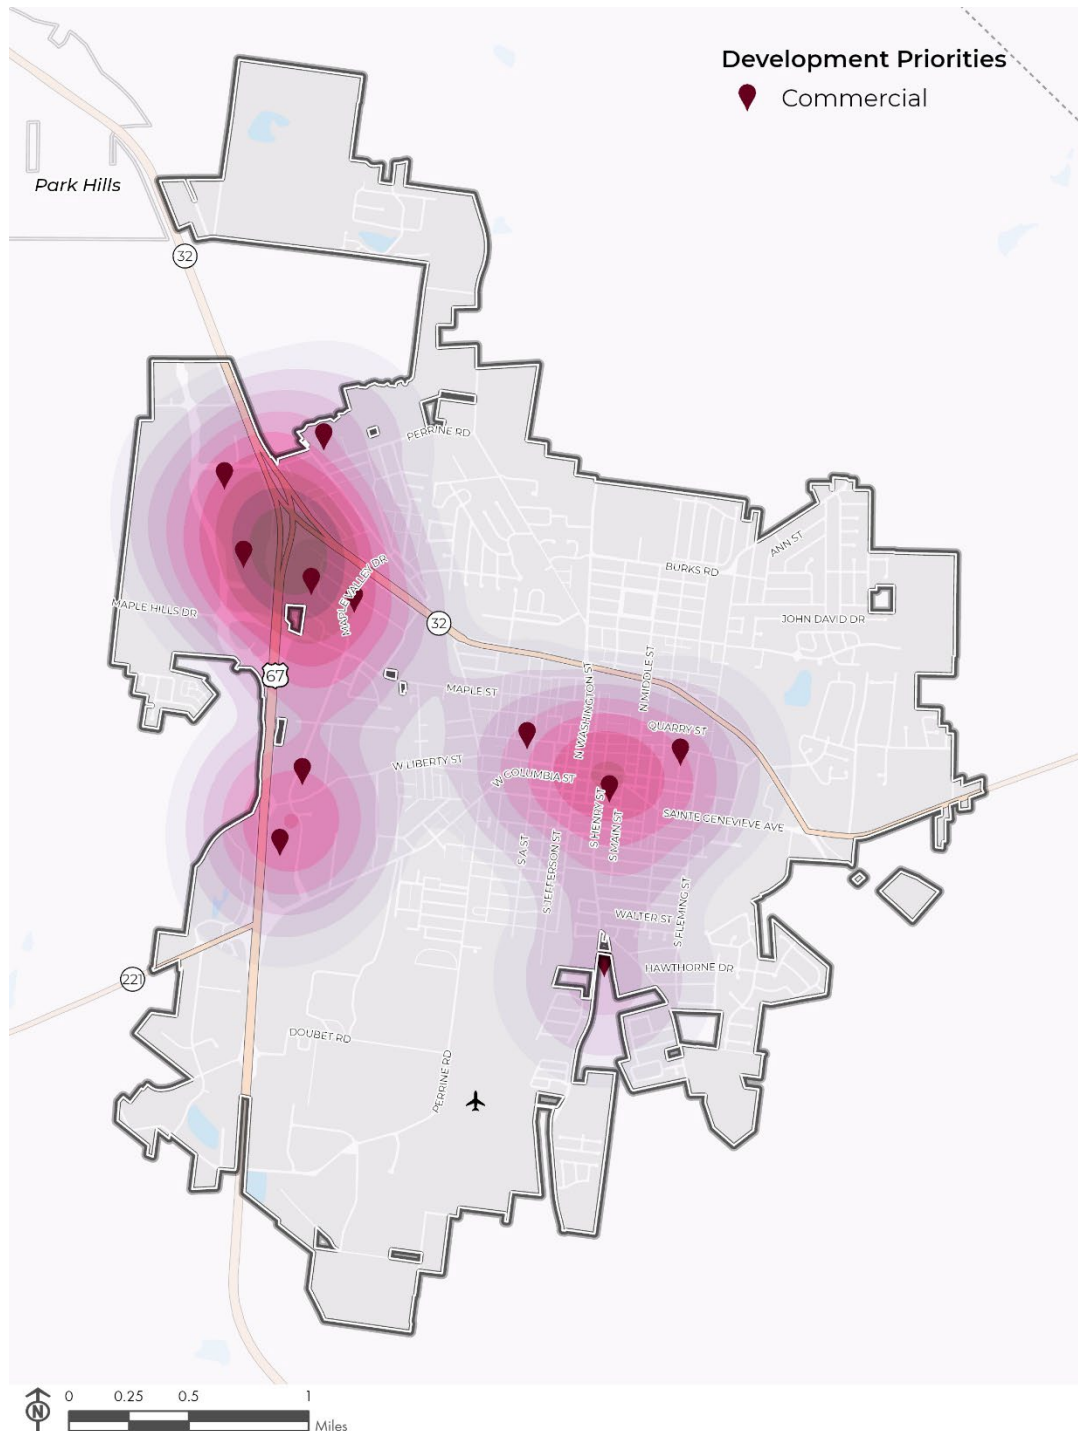 Development Priorities
Commercial
Park Hills
32
PERRINE RD
ANN ST
BURKS RD
MAPLE VALLEY DR
MAPLE HILLS DR
JOHN DAVID DR
32
67
N MIDDLE ST
MAPLE ST
N WASHINGTON ST
QUARRY ST
W LIBERTY ST
W COLUMBIA ST
S HENRY ST
S MAIN ST
SAINTE GENEVIEVE AVE
S A ST
S JEFFERSON ST
WALTER ST
S FLEMING ST
HAWTHORNE DR
221
DOUBET RD
PERRINE RD
N
0 0.25 0.5 1
Miles